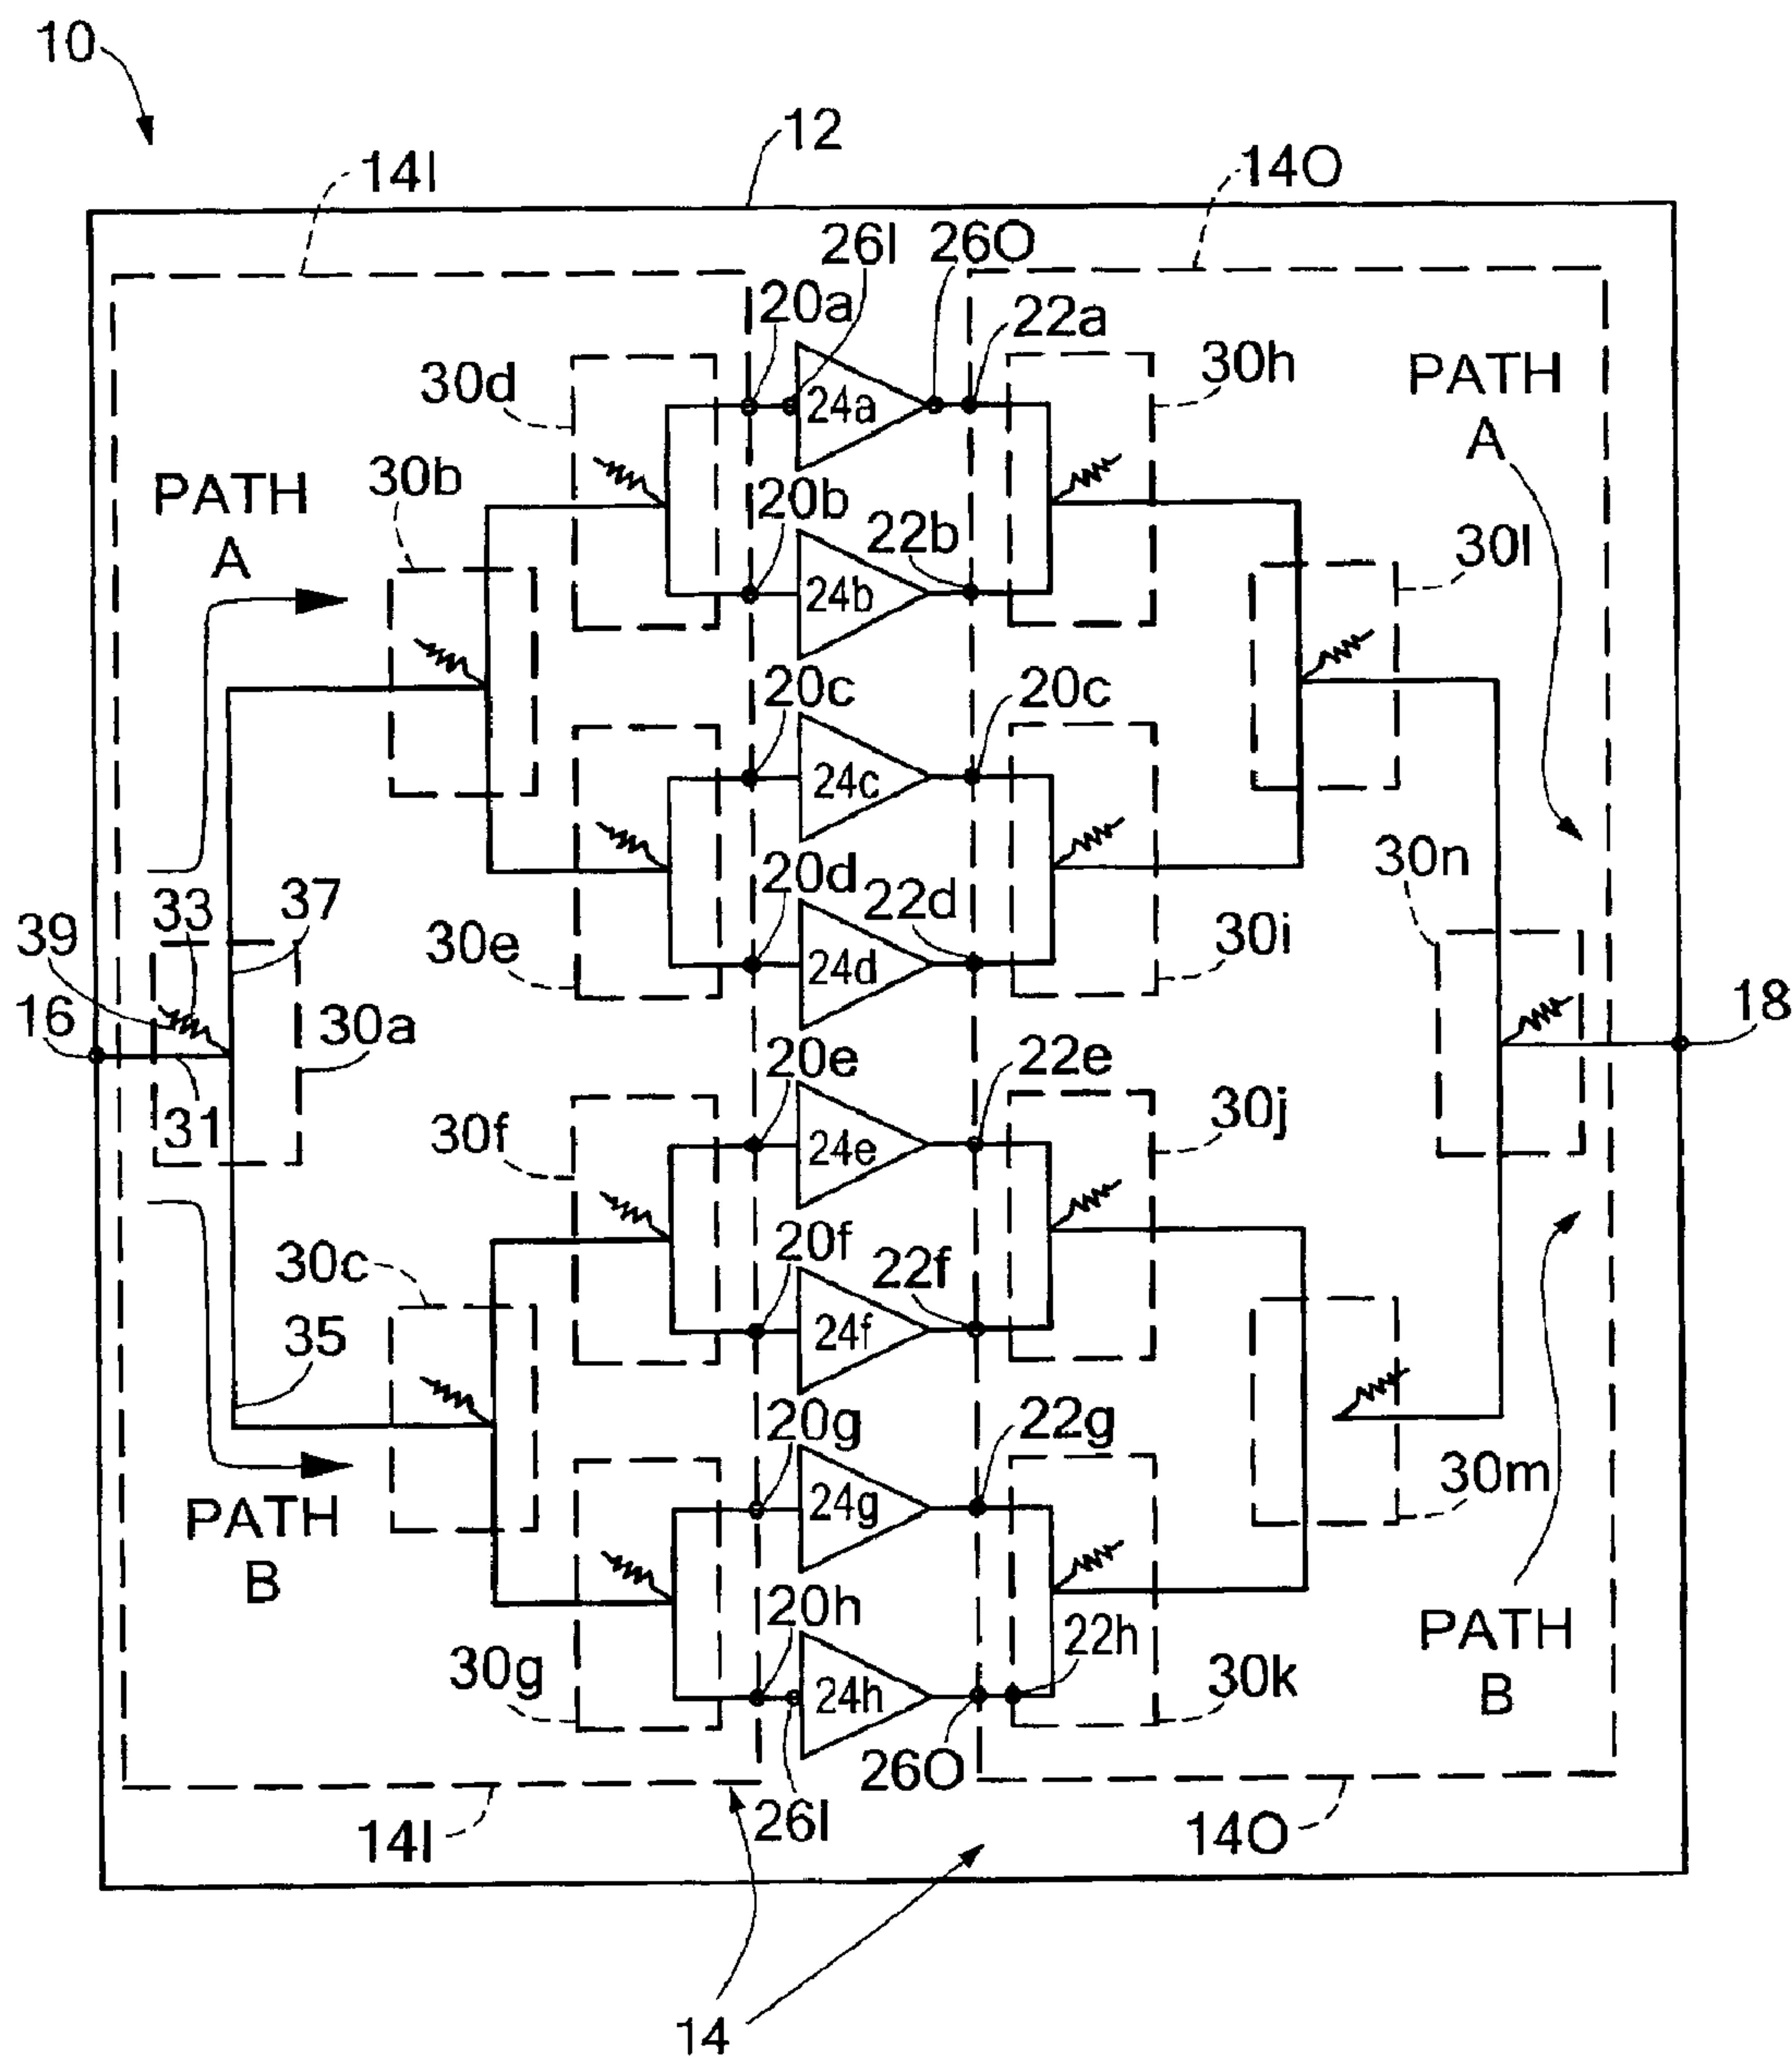 10
12
14I
14O
26I
26O
20a
22a
30d
30h
PATH
A
24a
30b
PATH
A
20b
22b
30l
24b
20c
20c
24c
30n
33
37
20d
22d
39
30e
30i
24d
16
30a
18
20e
22e
31
30f
30j
24e
30c
20f
22f
35
24f
20g
22g
30m
24g
PATH
B
20h
22h
PATH
B
30g
24h
30k
26O
26I
14I
14O
14